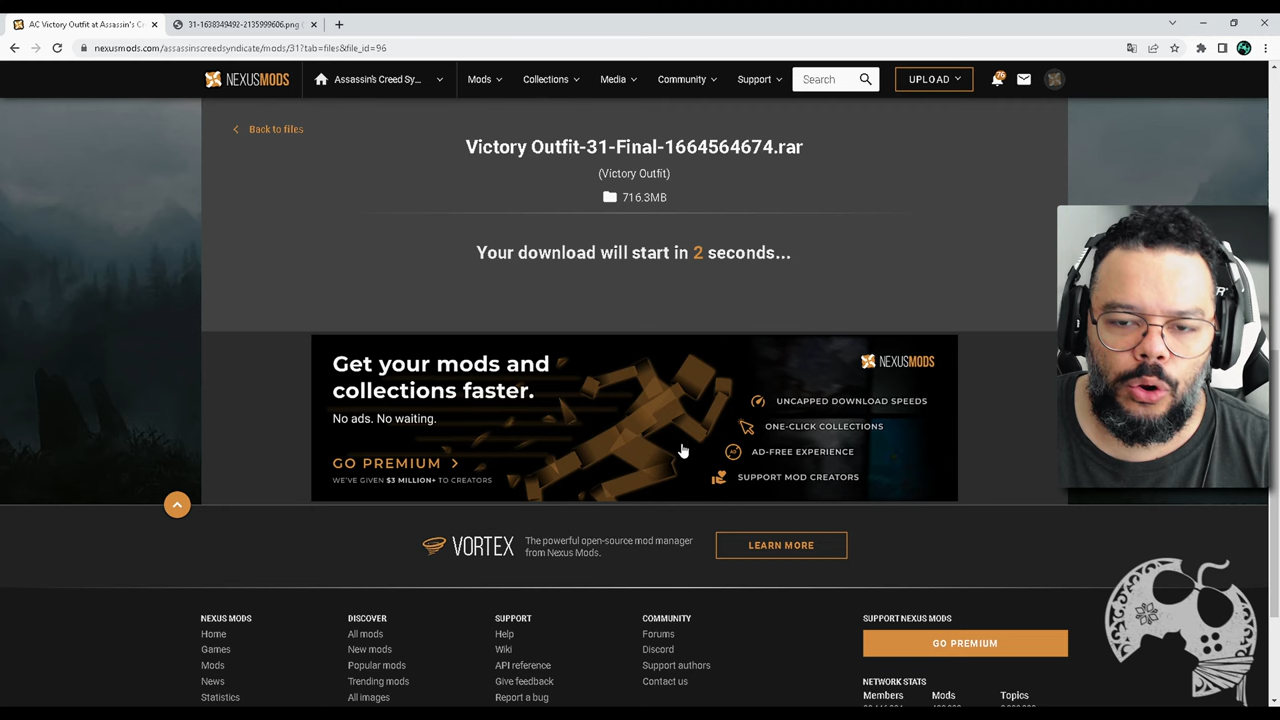 AC Victory Outfit at Assassin's C
31-1638349492-2135999606.png (
nexusmods.com/assassinscreedsyndicate/mods/31?tab=files&file_id=96
NEXUSMODS
Assassin's Creed Sy...
Mods
Collections
Media
Community
Support
Search
UPLOAD
76
Back to files
Victory Outfit-31-Final-1664564674.rar
(Victory Outfit)
716.3MB
Your download will start in 2 seconds...
Get your mods and
collections faster.
No ads. No waiting.
GO PREMIUM
WE'VE GIVEN $3 MILLION+ TO CREATORS
NEXUSMODS
UNCAPPED DOWNLOAD SPEEDS
ONE-CLICK COLLECTIONS
AD-FREE EXPERIENCE
SUPPORT MOD CREATORS
VORTEX
The powerful open-source mod manager
from Nexus Mods.
LEARN MORE
NEXUS MODS
Home
Games
Mods
News
Statistics
DISCOVER
All mods
New mods
Popular mods
Trending mods
All images
SUPPORT
Help
Wiki
API reference
Give feedback
Report a bug
COMMUNITY
Forums
Discord
Support authors
Contact us
SUPPORT NEXUS MODS
GO PREMIUM
NETWORK STATS
Members
Mods
Topics